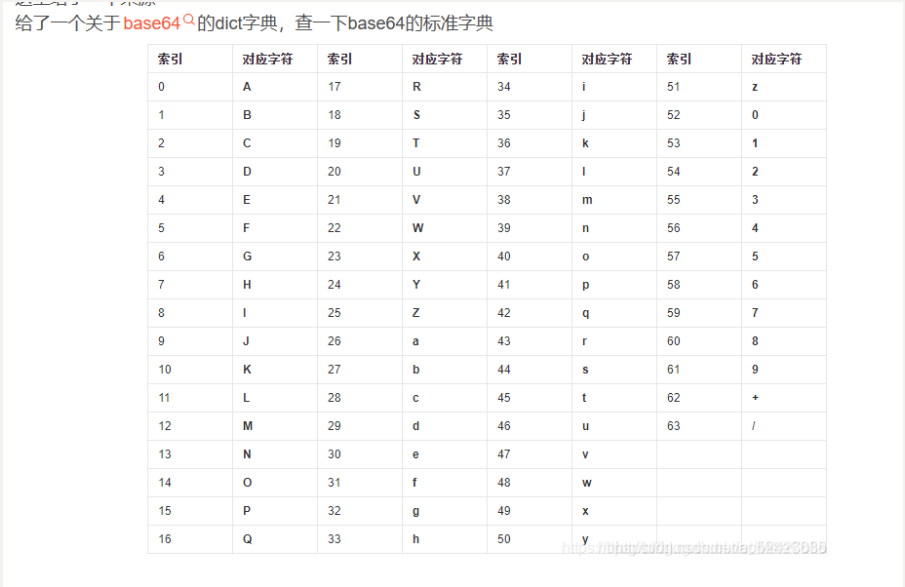 给了一个关于base64的dict字典，查一下base64的标准字典
索引 对应字符 索引 对应字符 索引 对应字符 索引 对应字符
0 A 17 R 34 i 51 z
1 B 18 S 35 j 52 0
2 C 19 T 36 k 53 1
3 D 20 U 37 l 54 2
4 E 21 V 38 m 55 3
5 F 22 W 39 n 56 4
6 G 23 X 40 o 57 5
7 H 24 Y 41 p 58 6
8 I 25 Z 42 q 59 7
9 J 26 a 43 r 60 8
10 K 27 b 44 s 61 9
11 L 28 c 45 t 62 +
12 M 29 d 46 u 63 /
13 N 30 e 47 v
14 O 31 f 48 w
15 P 32 g 49 x
16 Q 33 h 50 y